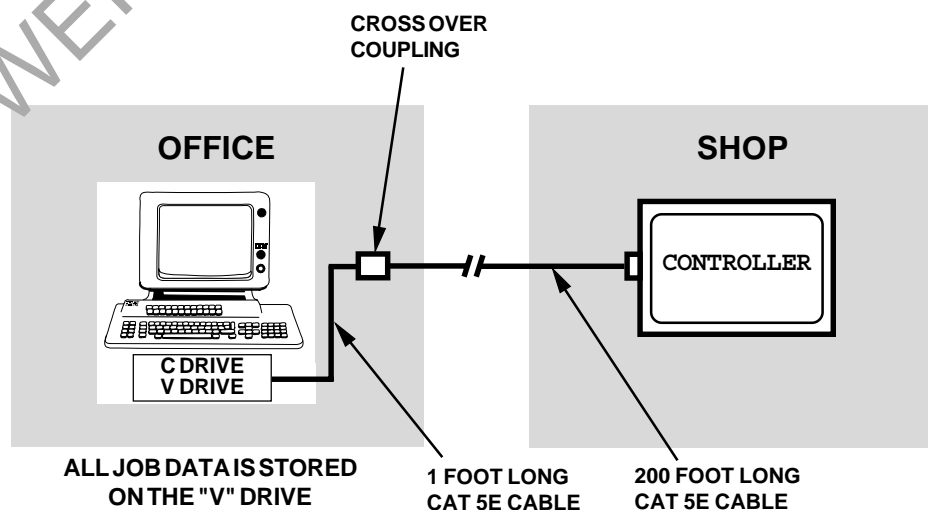 CROSS OVER
COUPLING
OFFICE
SHOP
IBM
CONTROLLER
C DRIVE
V DRIVE
ALL JOB DATA IS STORED
ON THE "V" DRIVE
1 FOOT LONG
CAT 5E CABLE
200 FOOT LONG
CAT 5E CABLE